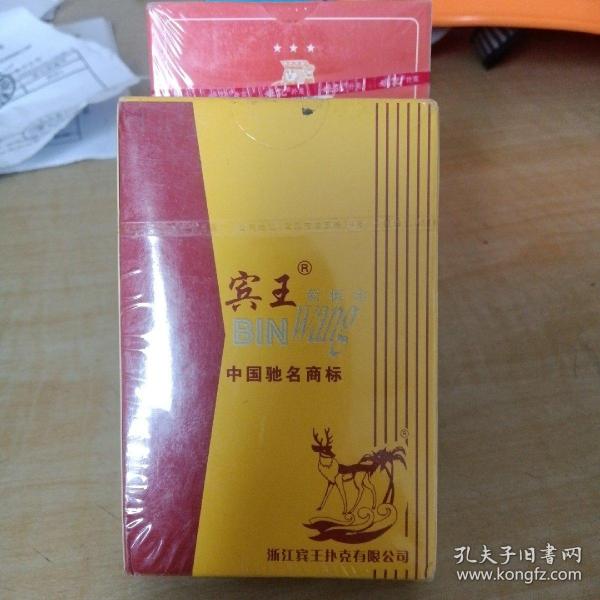 宾王®
BIN Wang
中国驰名商标
®
浙江宾王扑克有限公司
孔夫子旧书网
www.kongfz.com